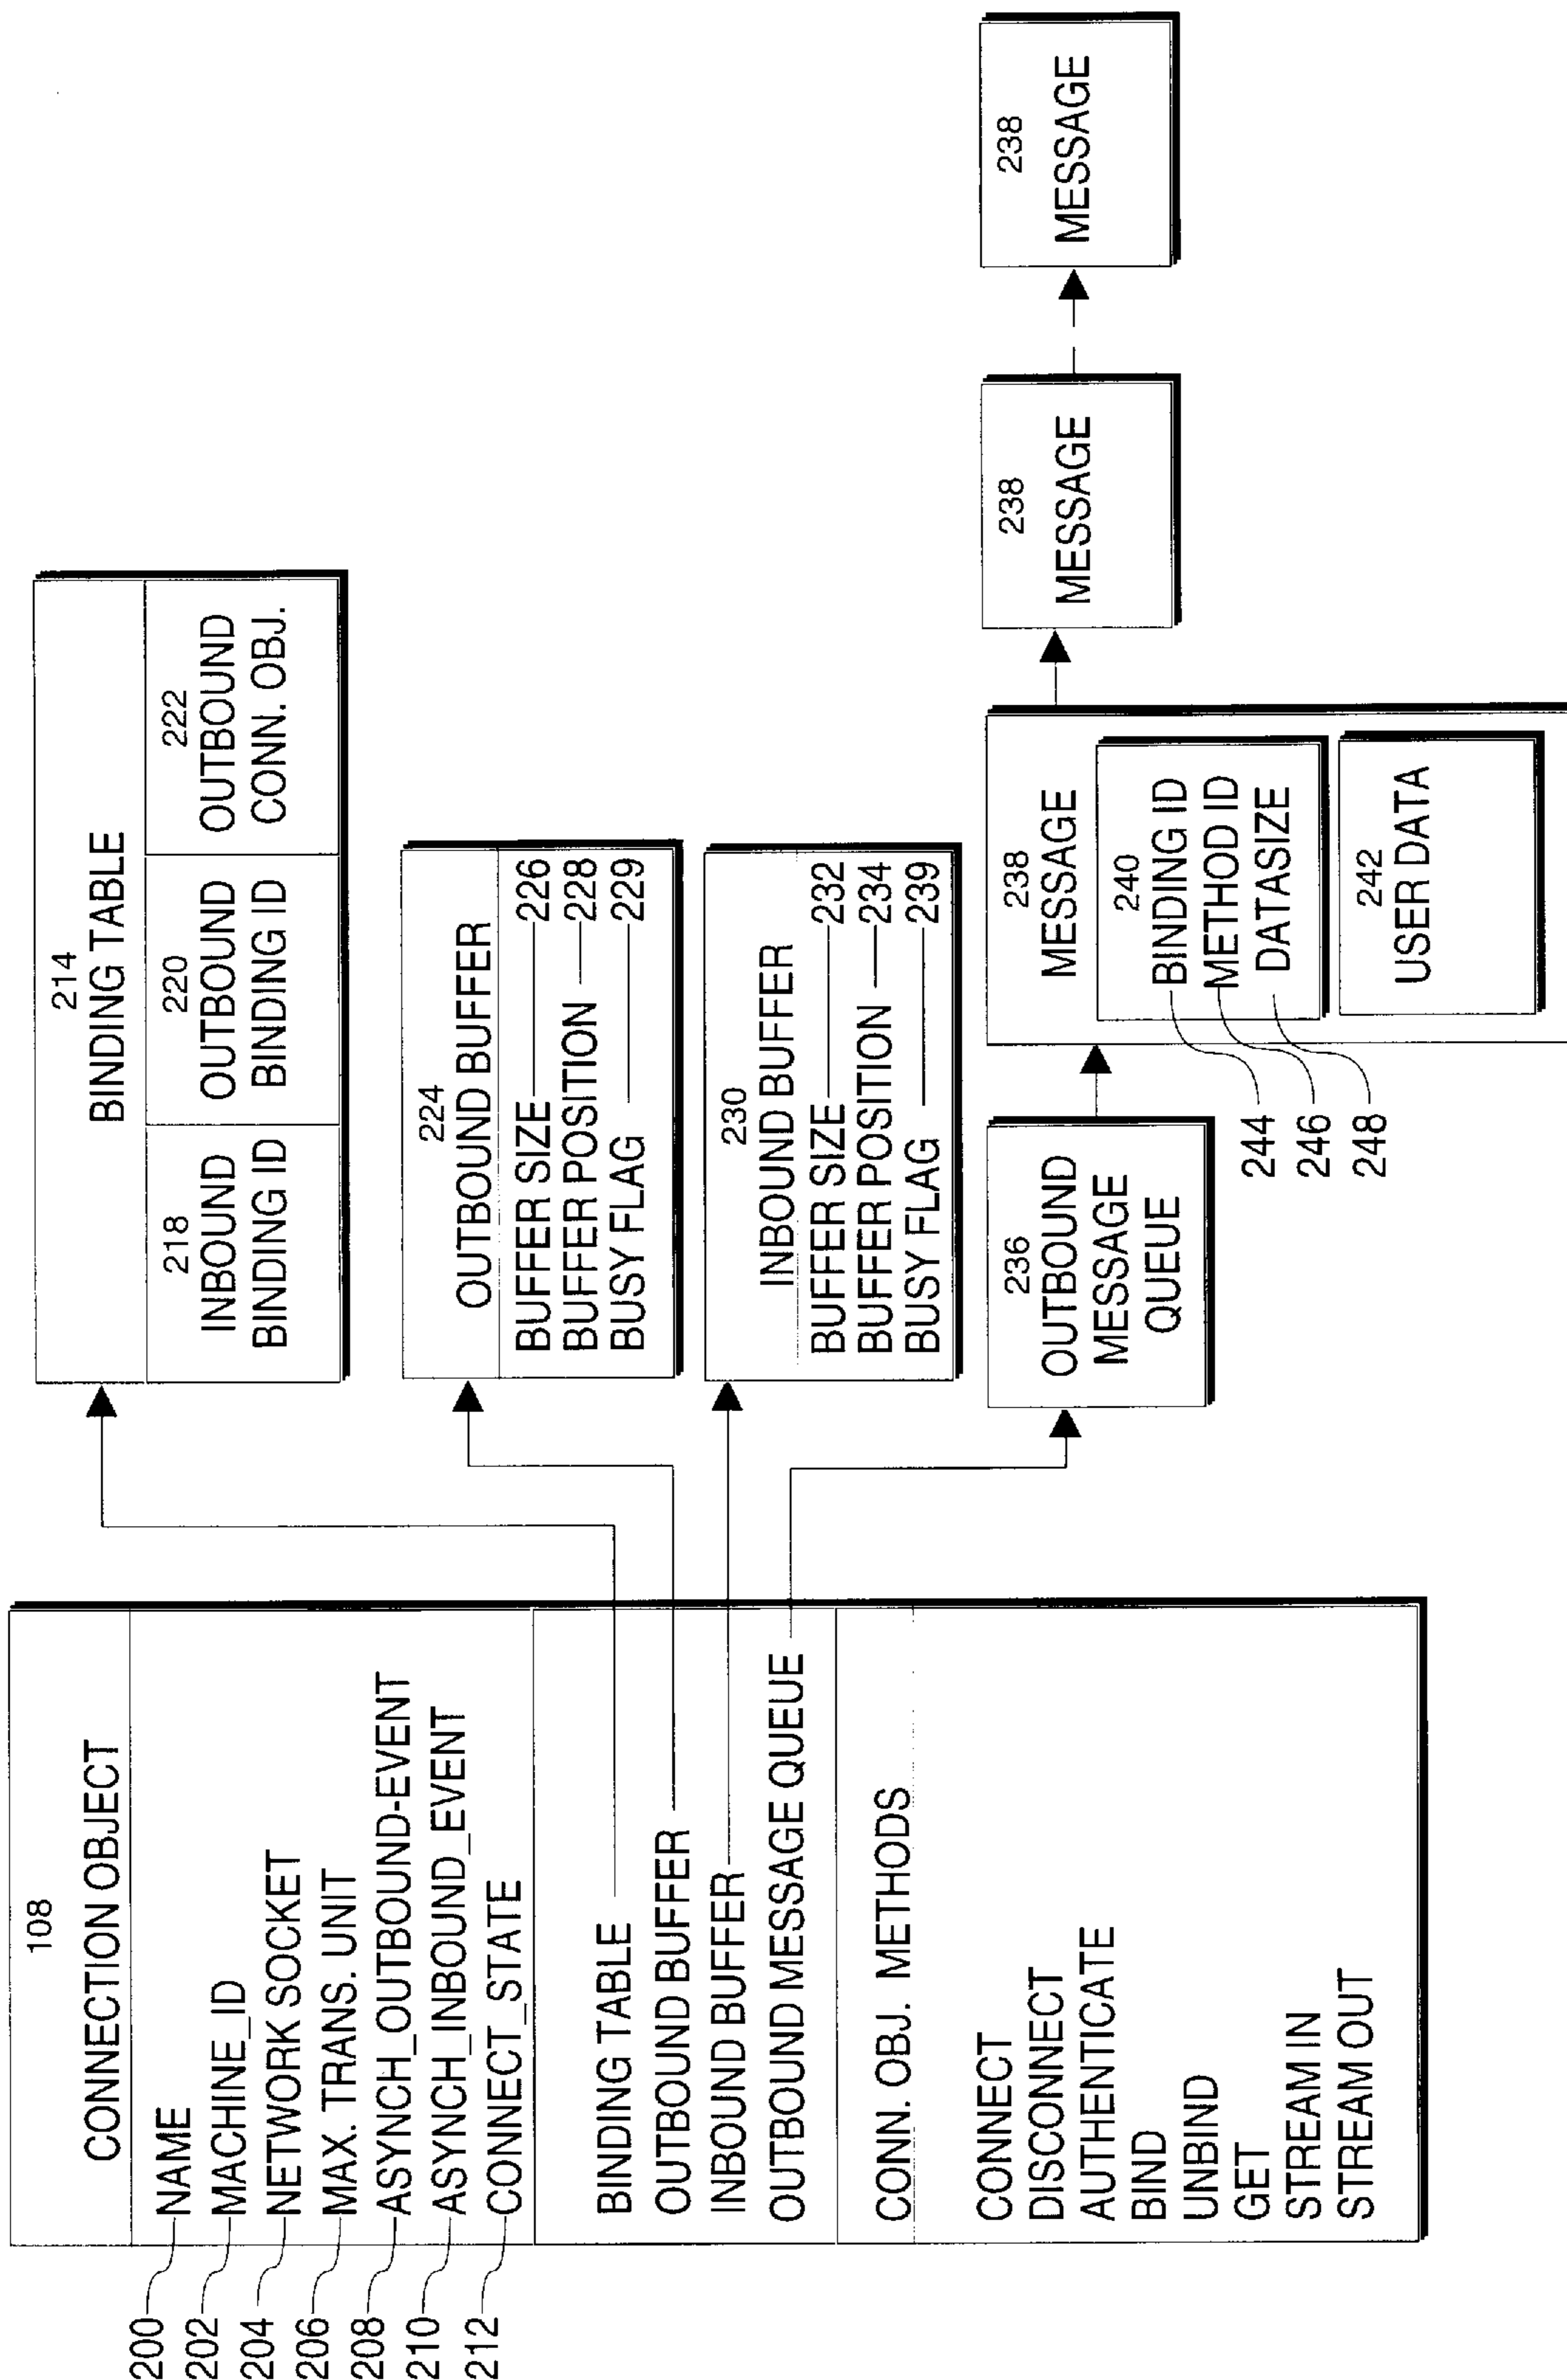 108
CONNECTION OBJECT
200 NAME
202 MACHINE_ID
204 NETWORK SOCKET
206 MAX. TRANS. UNIT
208 ASYNCH_OUTBOUND-EVENT
210 ASYNCH_INBOUND_EVENT
212 CONNECT_STATE
BINDING TABLE
OUTBOUND BUFFER
INBOUND BUFFER
OUTBOUND MESSAGE QUEUE
CONN. OBJ. METHODS
CONNECT
DISCONNECT
AUTHENTICATE
BIND
UNBIND
GET
STREAM IN
STREAM OUT
214
BINDING TABLE
218
INBOUND
BINDING ID
220
OUTBOUND
BINDING ID
222
OUTBOUND
CONN. OBJ.
224
OUTBOUND BUFFER
BUFFER SIZE 226
BUFFER POSITION 228
BUSY FLAG 229
230
INBOUND BUFFER
BUFFER SIZE 232
BUFFER POSITION 234
BUSY FLAG 239
236
OUTBOUND
MESSAGE
QUEUE
238
MESSAGE
240
BINDING ID
METHOD ID
DATASIZE
244
246
248
242
USER DATA
238
MESSAGE
238
MESSAGE